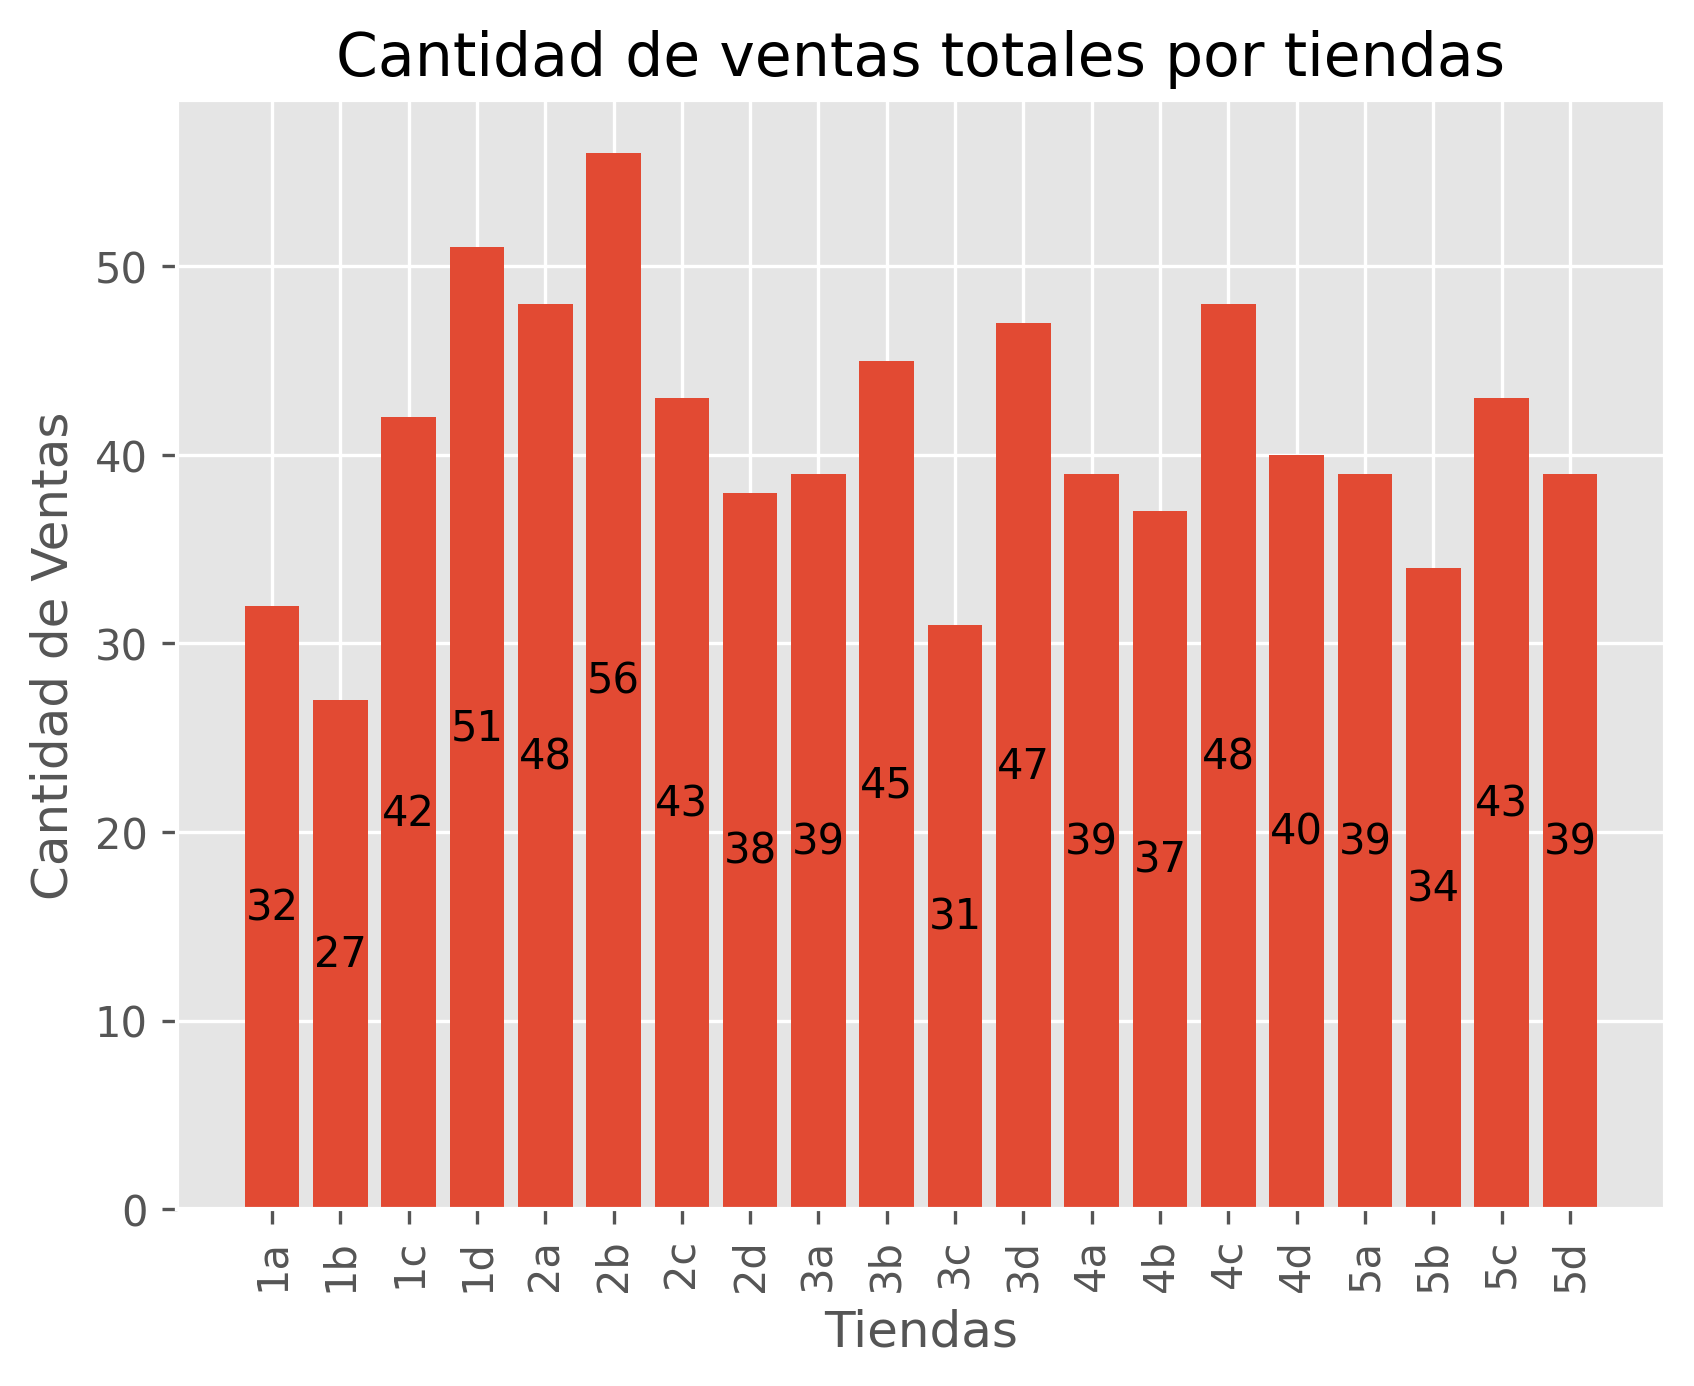 Cantidad de ventas totales por tiendas
Cantidad de Ventas
50
40
30
20
10
0
32
27
42
51
48
56
43
38
39
45
31
47
39
37
48
40
39
34
43
39
1a
1b
1c
1d
2a
2b
2c
2d
3a
3b
3c
3d
4a
4b
4c
4d
5a
5b
5c
5d
Tiendas